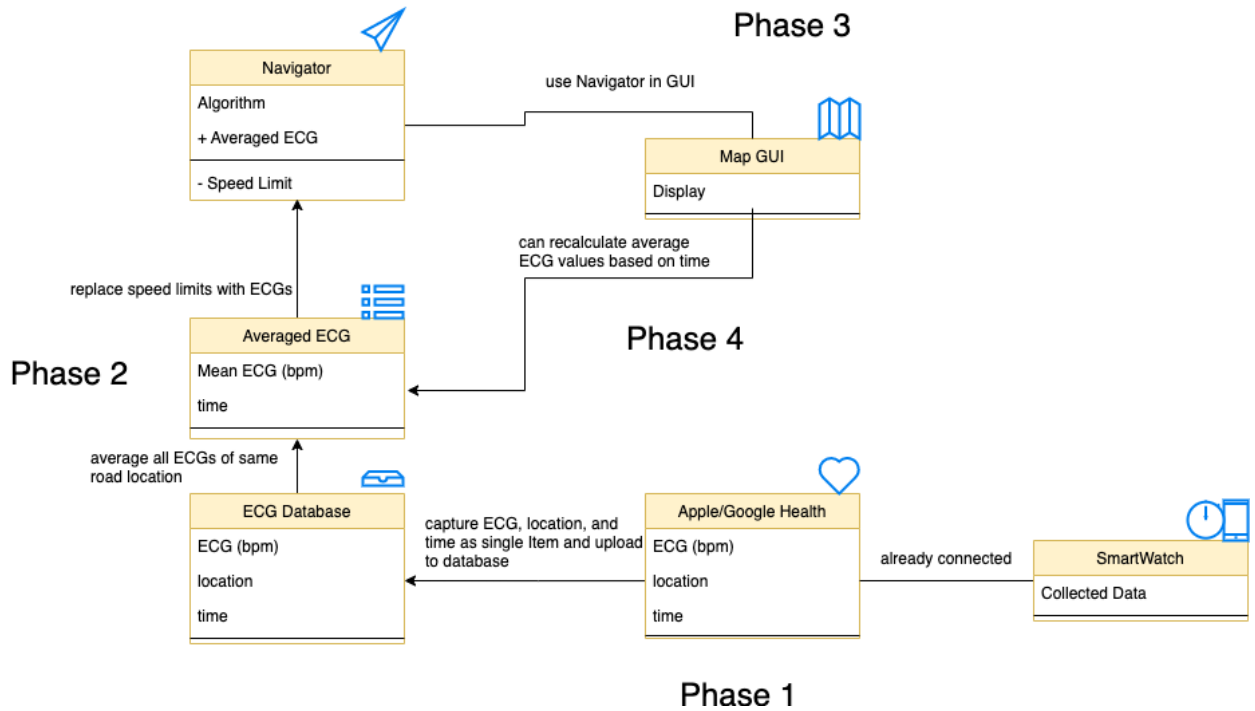 Phase 3
Navigator
Algorithm
+ Averaged ECG
- Speed Limit
use Navigator in GUI
Map GUI
Display
can recalculate average
ECG values based on time
replace speed limits with ECGs
Phase 4
Phase 2
Averaged ECG
Mean ECG (bpm)
time
average all ECGs of same
road location
ECG Database
ECG (bpm)
location
time
capture ECG, location, and
time as single Item and upload
to database
Apple/Google Health
ECG (bpm)
location
time
already connected
SmartWatch
Collected Data
Phase 1